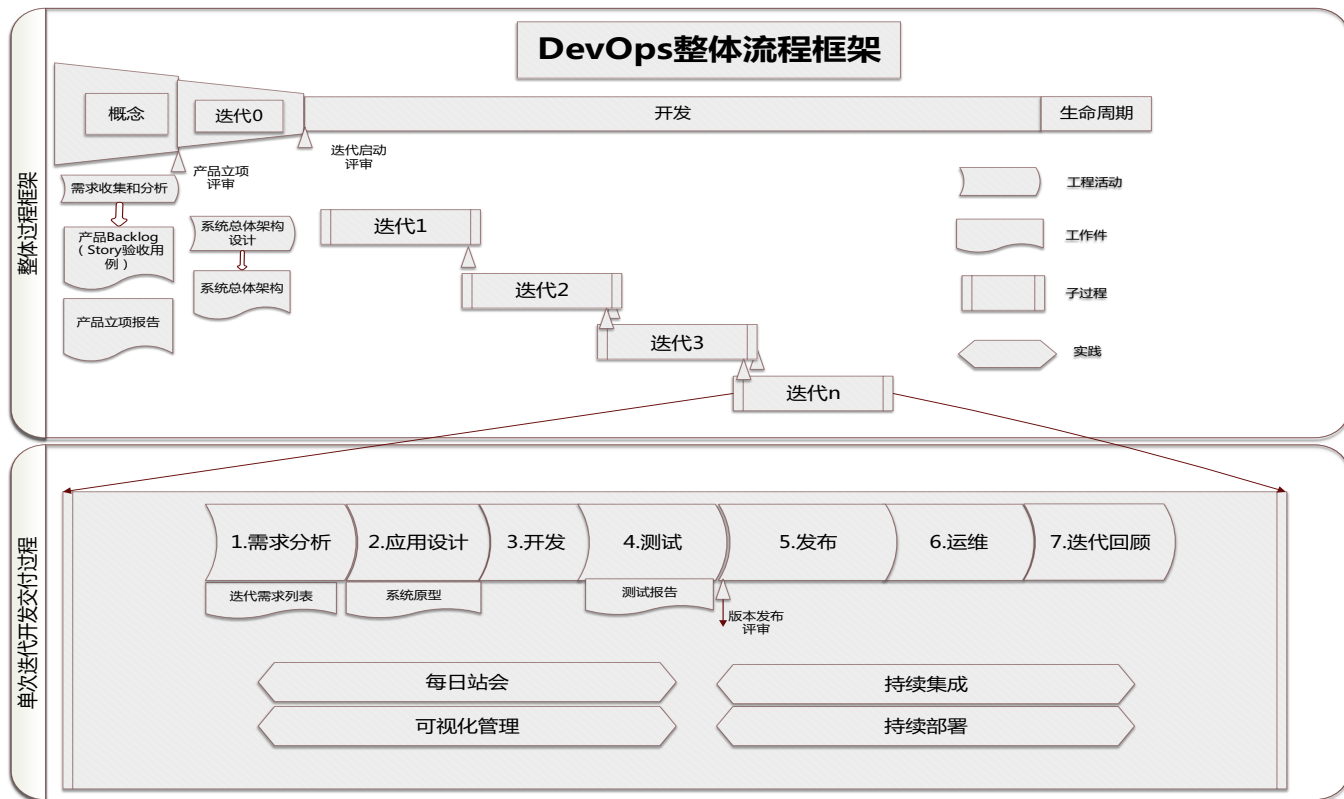 DevOps整体流程框架
整体过程框架
概念
迭代0
开发
生命周期
产品立项
评审
迭代启动
评审
需求收集和分析
产品Backlog
（Story验收用
例）
产品立项报告
系统总体架构
设计
系统总体架构
迭代1
迭代2
迭代3
迭代n
工程活动
工作件
子过程
实践
单次迭代开发交付过程
1.需求分析
2.应用设计
3.开发
4.测试
5.发布
6.运维
7.迭代回顾
迭代需求列表
系统原型
测试报告
版本发布
评审
每日站会
持续集成
可视化管理
持续部署